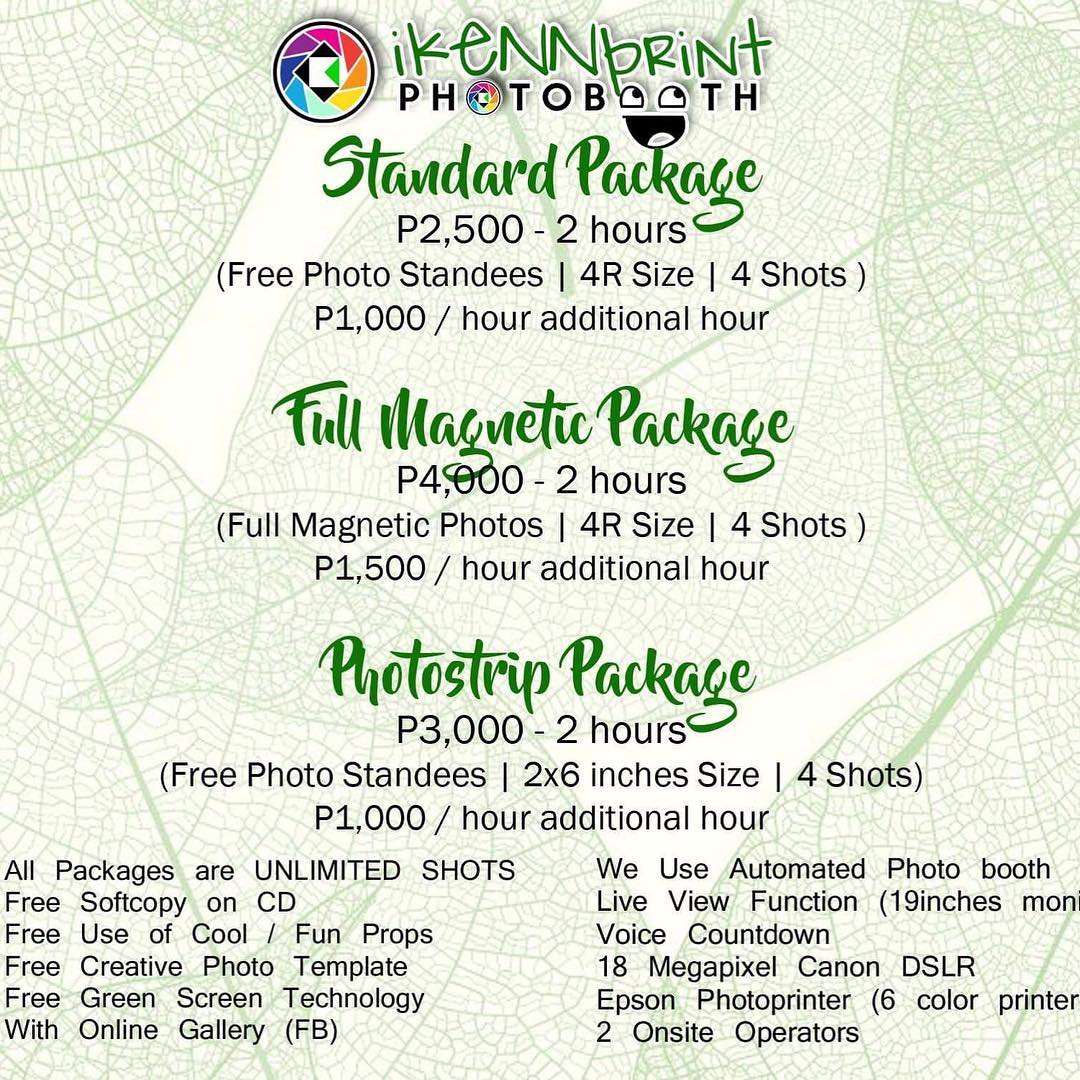 ikennprint
PHOTOBOOTH
Standard Package
P2,500 - 2 hours
(Free Photo Standees | 4R Size | 4 Shots )
P1,000 / hour additional hour
Full Magnetic Package
P4,000 - 2 hours
(Full Magnetic Photos | 4R Size | 4 Shots )
P1,500 / hour additional hour
Photostrip Package
P3,000 - 2 hours
(Free Photo Standees | 2x6 inches Size | 4 Shots)
P1,000 / hour additional hour
All Packages are UNLIMITED SHOTS
Free Softcopy on CD
Free Use of Cool / Fun Props
Free Creative Photo Template
Free Green Screen Technology
With Online Gallery (FB)
We Use Automated Photo booth
Live View Function (19inches moni
Voice Countdown
18 Megapixel Canon DSLR
Epson Photoprinter (6 color printer
2 Onsite Operators